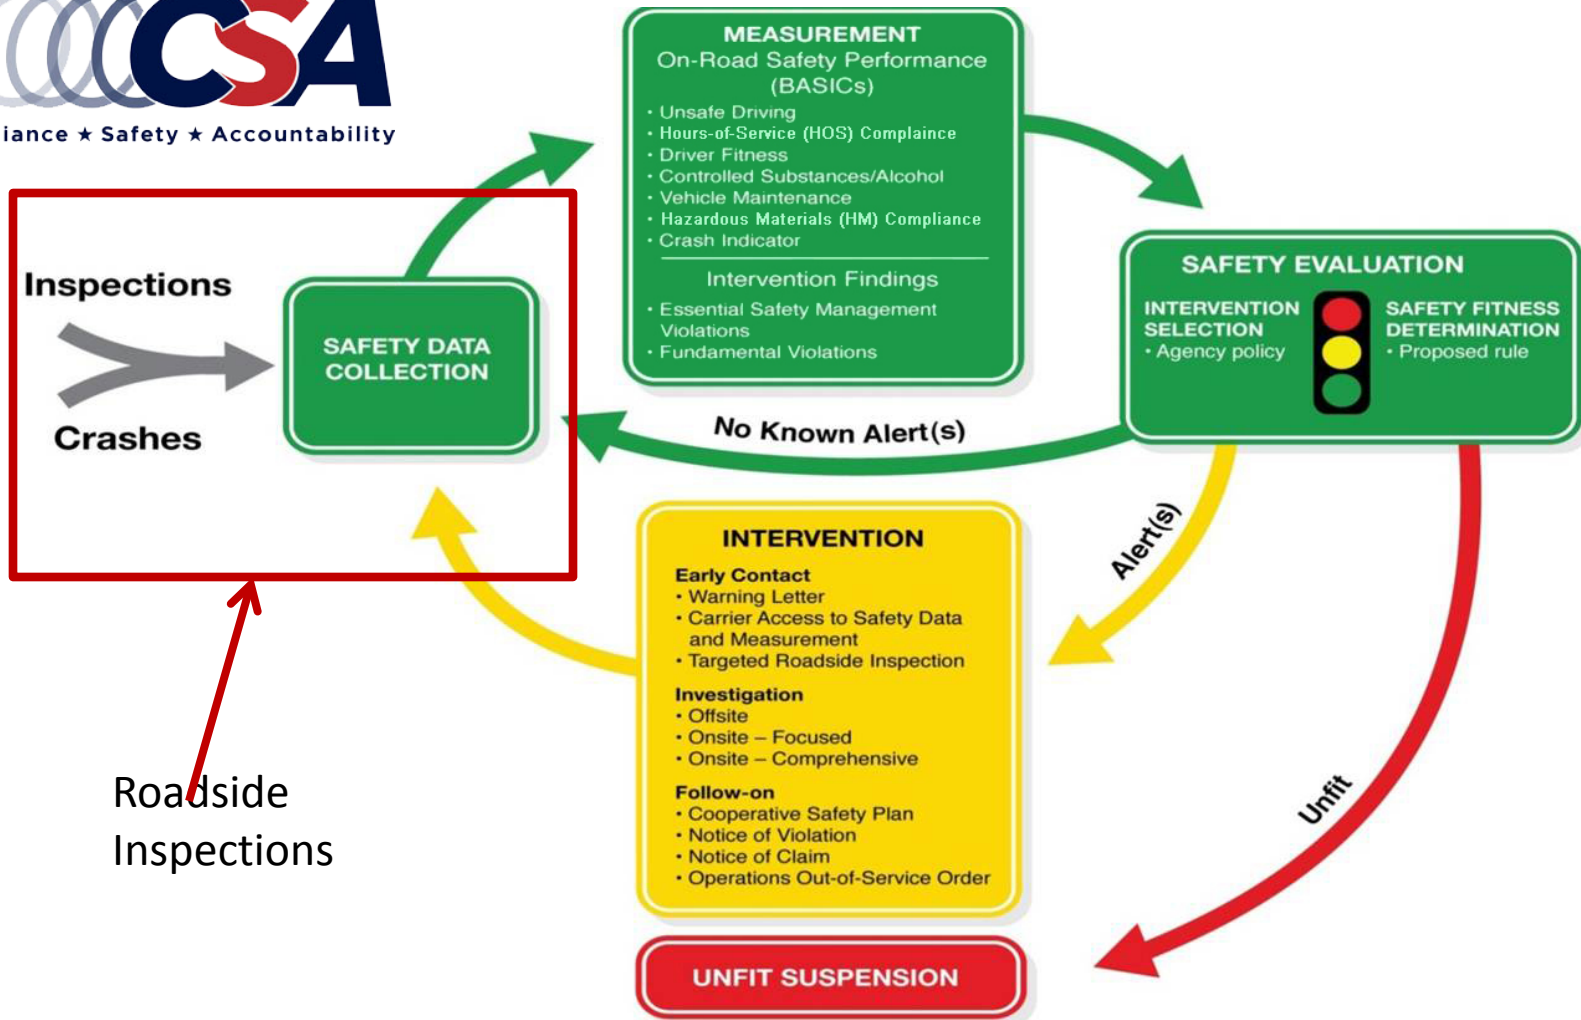 CSA
iance ★ Safety ★ Accountability
MEASUREMENT
On-Road Safety Performance
(BASICs)
• Unsafe Driving
• Hours-of-Service (HOS) Complaince
• Driver Fitness
• Controlled Substances/Alcohol
• Vehicle Maintenance
• Hazardous Materials (HM) Compliance
• Crash Indicator
Intervention Findings
• Essential Safety Management
Violations
• Fundamental Violations
SAFETY EVALUATION
INTERVENTION
SELECTION
• Agency policy
SAFETY FITNESS
DETERMINATION
• Proposed rule
Inspections
Crashes
SAFETY DATA
COLLECTION
No Known Alert(s)
Alert(s)
Unfit
INTERVENTION
Early Contact
• Warning Letter
• Carrier Access to Safety Data
and Measurement
• Targeted Roadside Inspection
Investigation
• Offsite
• Onsite – Focused
• Onsite – Comprehensive
Follow-on
• Cooperative Safety Plan
• Notice of Violation
• Notice of Claim
• Operations Out-of-Service Order
Roadside
Inspections
UNFIT SUSPENSION